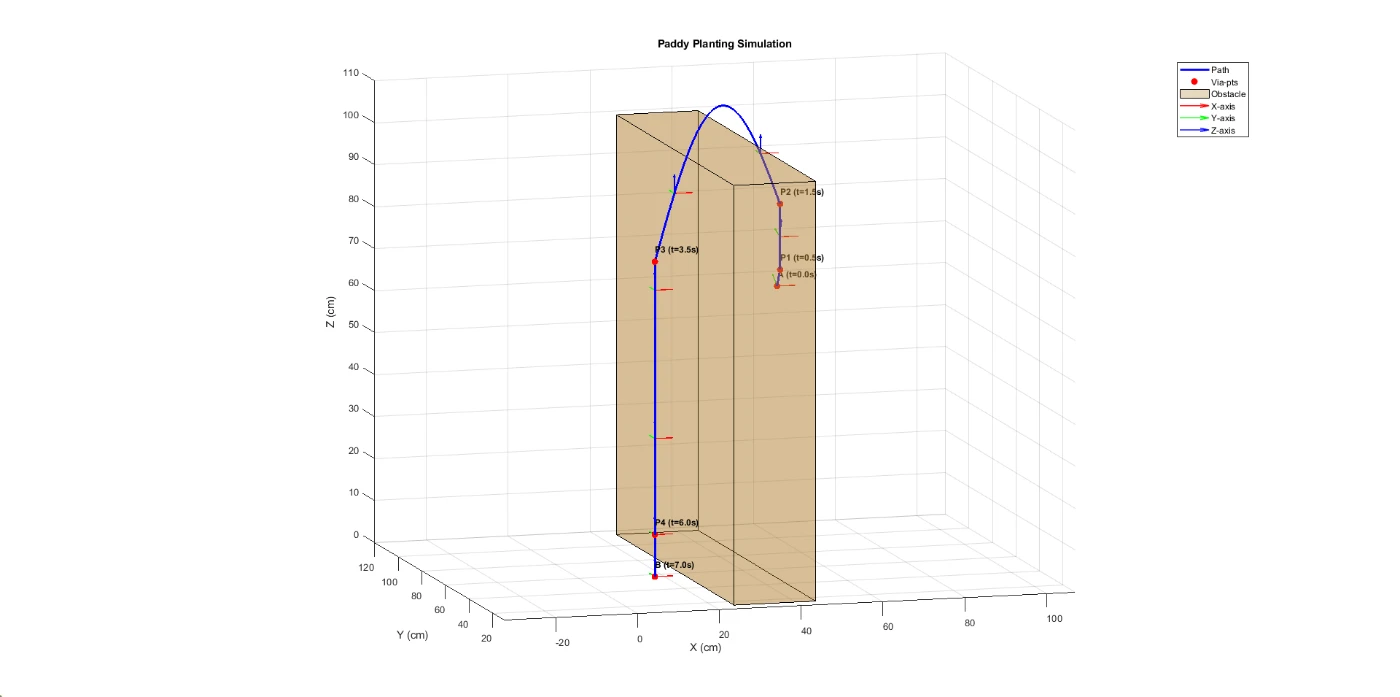 Paddy Planting Simulation
Path
Via-pts
Obstacle
X-axis
Y-axis
Z-axis
110
100
90
80
70
60
50
40
30
20
10
0
Z (cm)
P2 (t=1.5s)
P1 (t=0.5s)
A (t=0.0s)
P3 (t=3.5s)
P4 (t=6.0s)
B (t=7.0s)
120
100
80
60
40
20
Y (cm)
-20
0
20
40
60
80
100
X (cm)